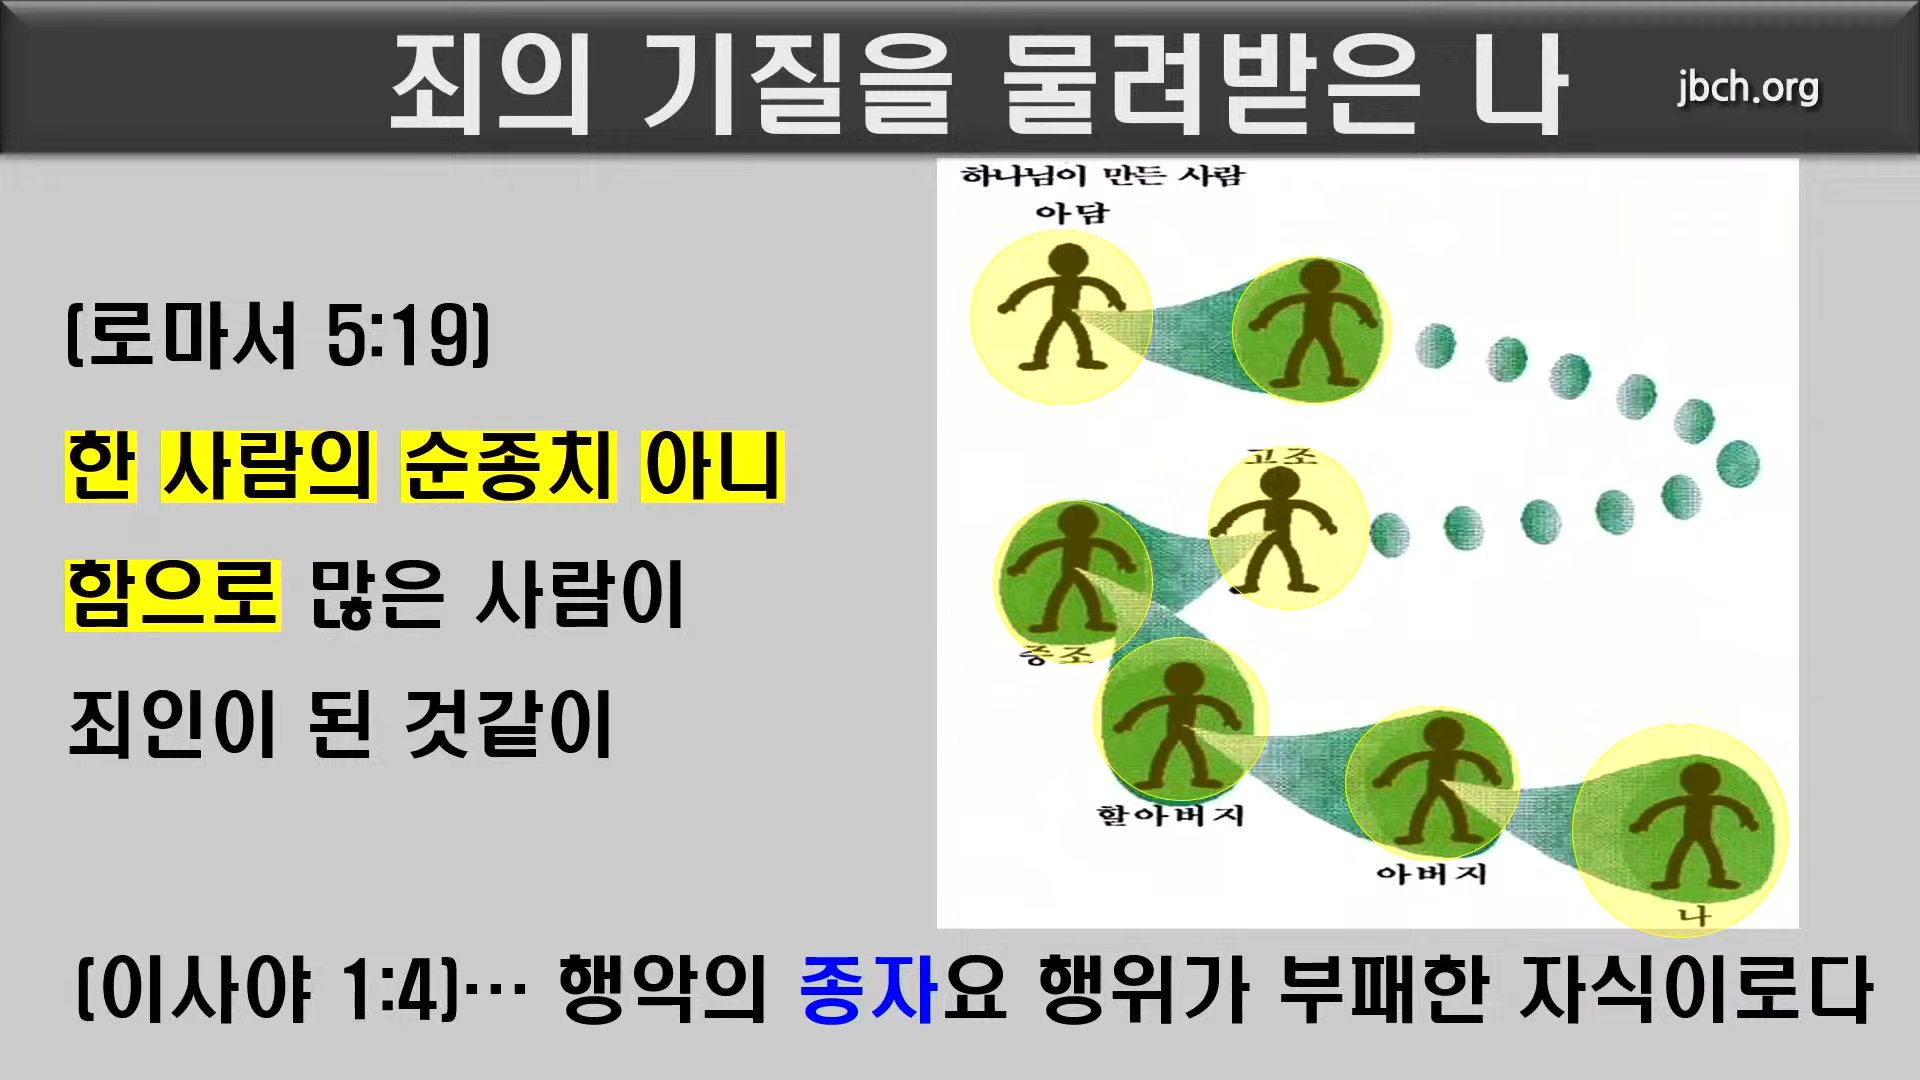 죄의 기질을 물려받은 나
jbch.org
하나님이 만든 사람
아담
(로마서 5:19)
한 사람의 순종치 아니
함으로 많은 사람이
죄인이 된 것같이
고조
증조
할아버지
아버지
나
(이사야 1:4)… 행악의 종자요 행위가 부패한 자식이로다